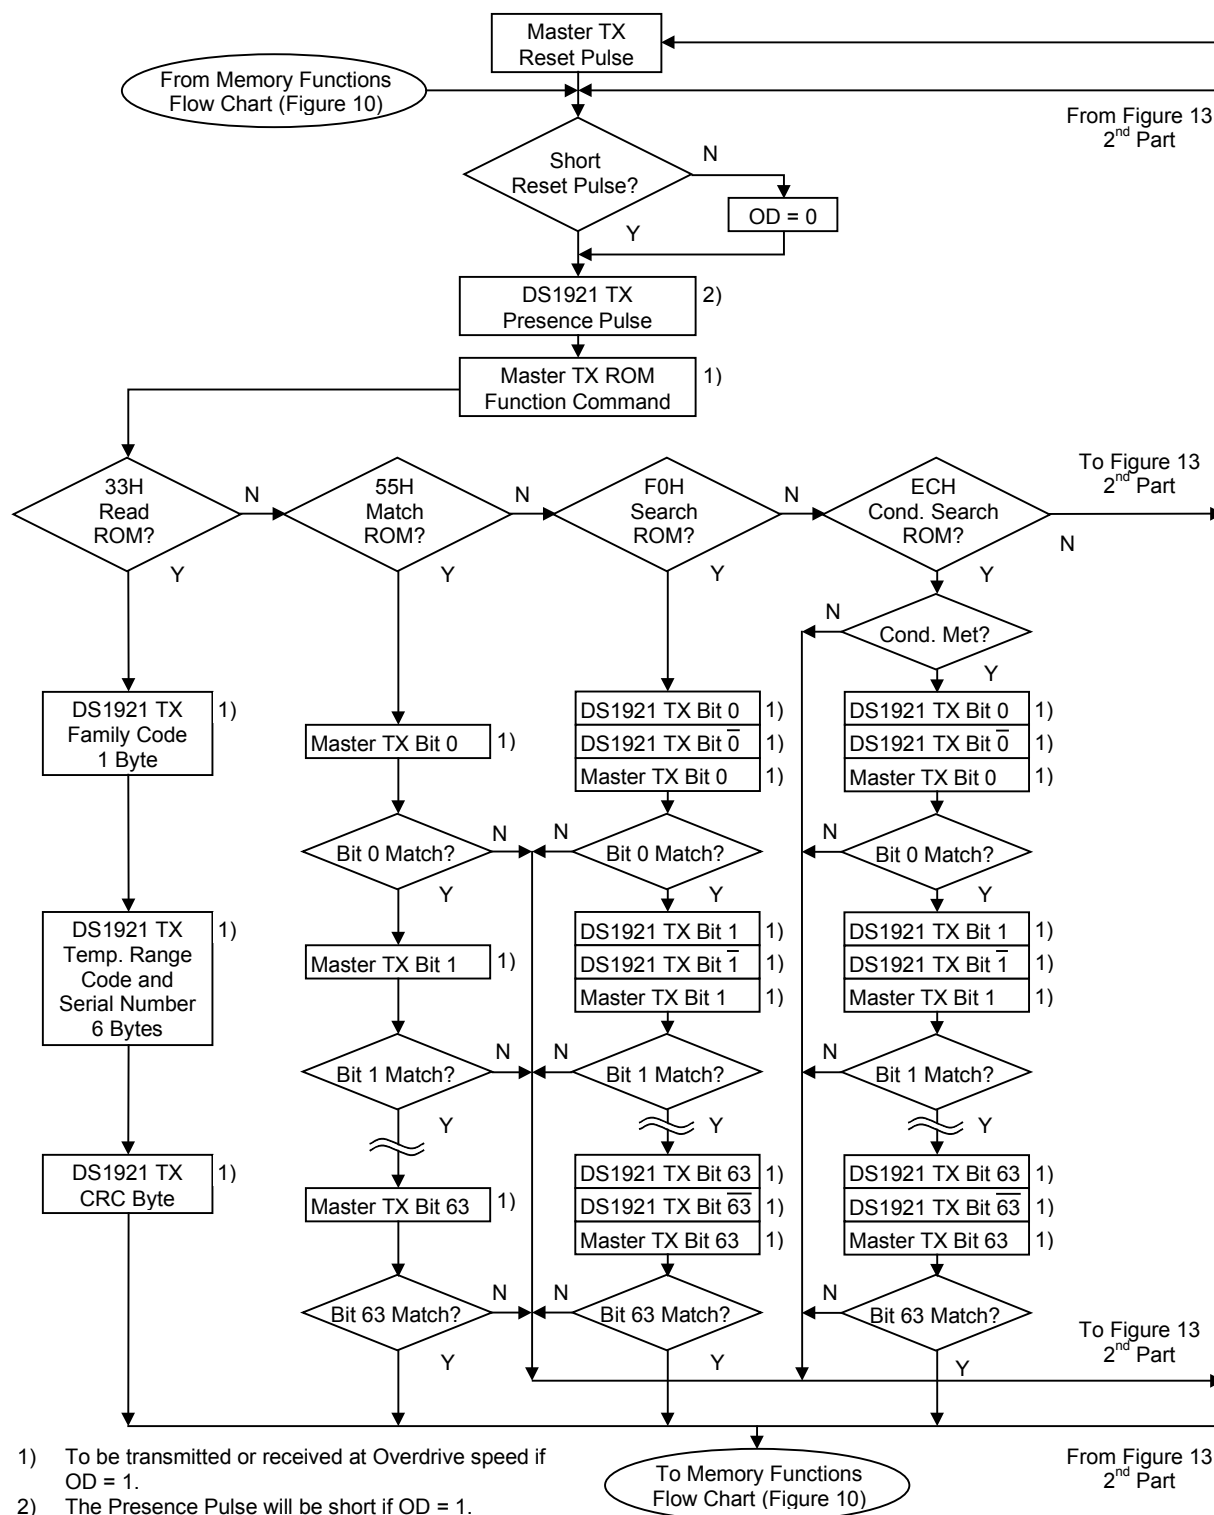 Master TX
Reset Pulse
From Memory Functions
Flow Chart (Figure 10)
From Figure 13
2nd Part
Short
Reset Pulse?
N
OD = 0
Y
DS1921 TX
Presence Pulse
2)
Master TX ROM
Function Command
1)
33H
Read
ROM?
N
Y
55H
Match
ROM?
N
Y
F0H
Search
ROM?
N
Y
ECH
Cond. Search
ROM?
N
Y
To Figure 13
2nd Part
N
Cond. Met?
Y
DS1921 TX
Family Code
1 Byte
1)
Master TX Bit 0
1)
DS1921 TX Bit 0
1)
DS1921 TX Bit 0̅
1)
Master TX Bit 0
1)
DS1921 TX Bit 0
1)
DS1921 TX Bit 0̅
1)
Master TX Bit 0
1)
Bit 0 Match?
N
Y
N
Bit 0 Match?
Y
N
Bit 0 Match?
Y
DS1921 TX
Temp. Range
Code and
Serial Number
6 Bytes
1)
Master TX Bit 1
1)
DS1921 TX Bit 1
1)
DS1921 TX Bit 1̅
1)
Master TX Bit 1
1)
DS1921 TX Bit 1
1)
DS1921 TX Bit 1̅
1)
Master TX Bit 1
1)
Bit 1 Match?
N
Y
N
Bit 1 Match?
Y
N
Bit 1 Match?
Y
DS1921 TX
CRC Byte
1)
Master TX Bit 63
1)
DS1921 TX Bit 63
1)
DS1921 TX Bit 6̅3̅
1)
Master TX Bit 63
1)
DS1921 TX Bit 63
1)
DS1921 TX Bit 6̅3̅
1)
Master TX Bit 63
1)
Bit 63 Match?
N
Y
N
Bit 63 Match?
Y
N
Bit 63 Match?
Y
To Figure 13
2nd Part
1) To be transmitted or received at Overdrive speed if
OD = 1.
2) The Presence Pulse will be short if OD = 1.
To Memory Functions
Flow Chart (Figure 10)
From Figure 13
2nd Part